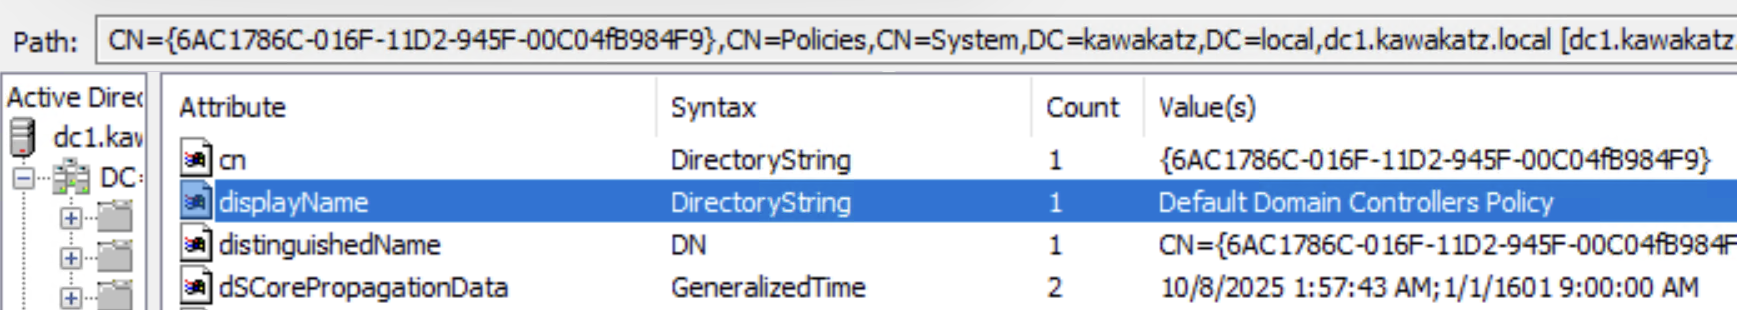 Path: CN={6AC1786C-016F-11D2-945F-00C04fB984F9},CN=Policies,CN=System,DC=kawakatz,DC=local,dc1.kawakatz.local [dc1.kawakatz.
Active Direc
dc1.kaw
DC=
Attribute Syntax Count Value(s)
cn DirectoryString 1 {6AC1786C-016F-11D2-945F-00C04fB984F9}
displayName DirectoryString 1 Default Domain Controllers Policy
distinguishedName DN 1 CN={6AC1786C-016F-11D2-945F-00C04fB984F
dSCorePropagationData GeneralizedTime 2 10/8/2025 1:57:43 AM;1/1/1601 9:00:00 AM